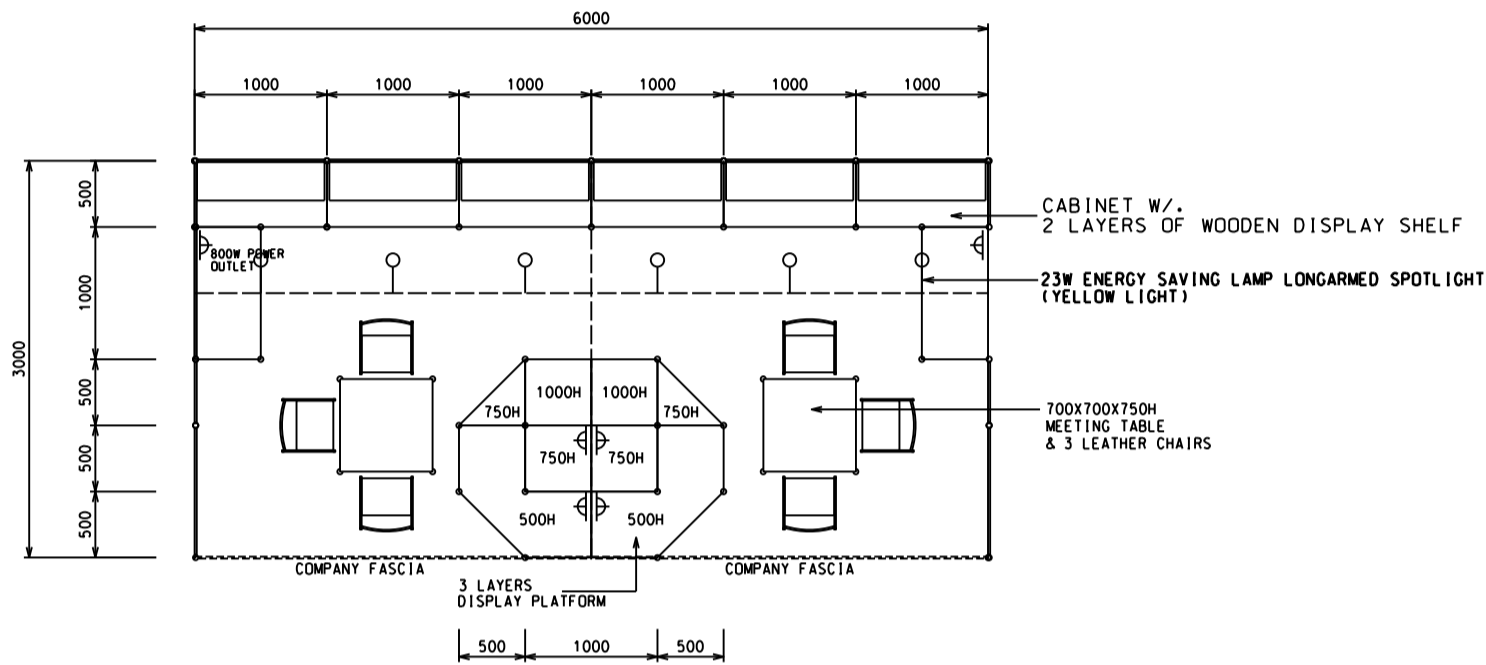 6000
1000 1000 1000 1000 1000 1000
500
CABINET W/.
2 LAYERS OF WOODEN DISPLAY SHELF
800W POWER
OUTLET
1000
23W ENERGY SAVING LAMP LONGARMED SPOTLIGHT
(YELLOW LIGHT)
3000
500
1000H 1000H
750H 750H
700X700X750H
MEETING TABLE
& 3 LEATHER CHAIRS
500
750H 750H
500
500H 500H
COMPANY FASCIA COMPANY FASCIA
3 LAYERS
DISPLAY PLATFORM
500 1000 500